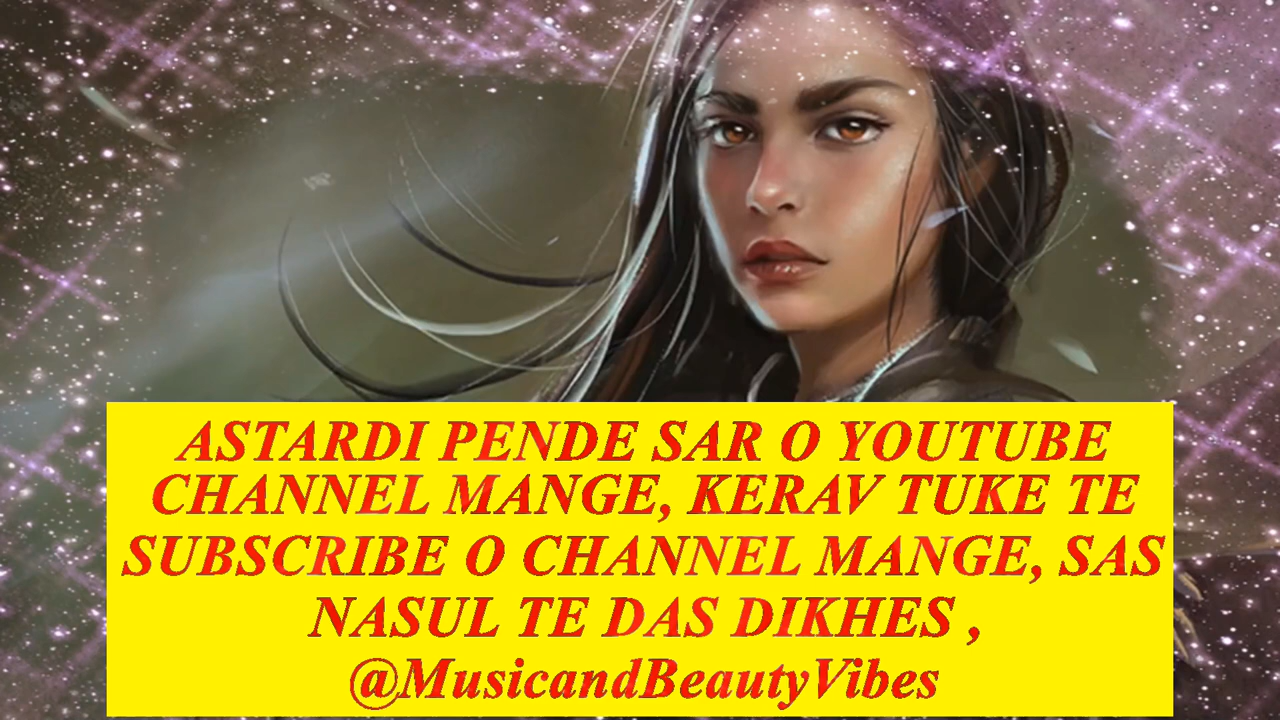 ASTARDI PENDE SAR O YOUTUBE
CHANNEL MANGE, KERAV TUKE TE
SUBSCRIBE O CHANNEL MANGE, SAS
NASUL TE DAS DIKHES ,
@MusicandBeautyVibes